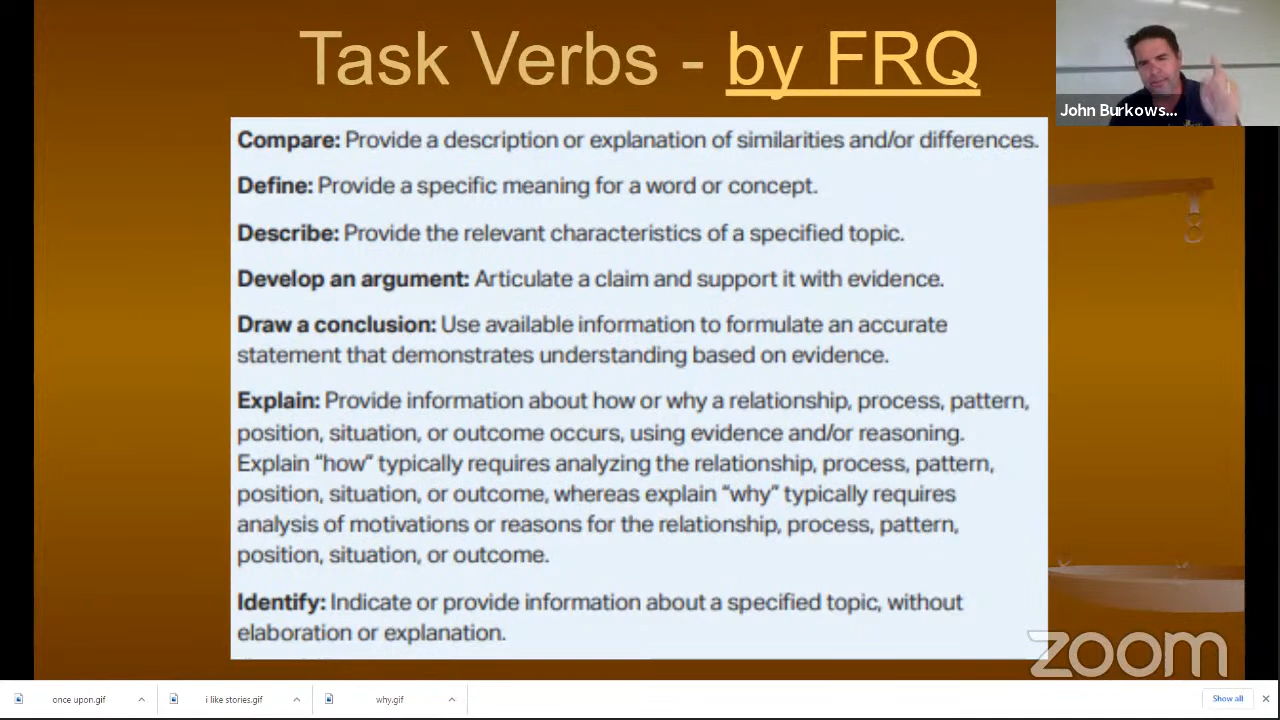 Task Verbs - by FRQ
John Burkows...
Compare: Provide a description or explanation of similarities and/or differences.
Define: Provide a specific meaning for a word or concept.
Describe: Provide the relevant characteristics of a specified topic.
Develop an argument: Articulate a claim and support it with evidence.
Draw a conclusion: Use available information to formulate an accurate
statement that demonstrates understanding based on evidence.
Explain: Provide information about how or why a relationship, process, pattern,
position, situation, or outcome occurs, using evidence and/or reasoning.
Explain “how” typically requires analyzing the relationship, process, pattern,
position, situation, or outcome, whereas explain “why” typically requires
analysis of motivations or reasons for the relationship, process, pattern,
position, situation, or outcome.
Identify: Indicate or provide information about a specified topic, without
elaboration or explanation.
zoom
once upon.gif
i like stories.gif
why.gif
Show all